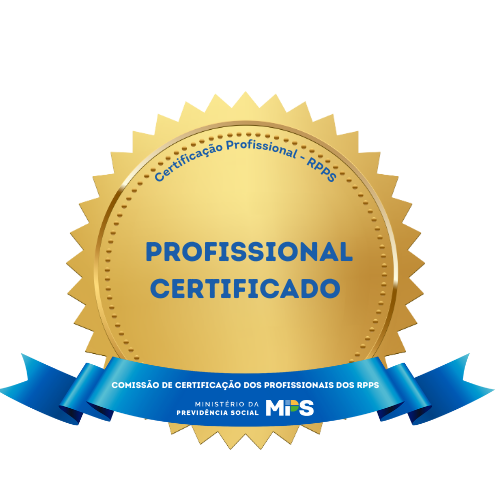 Certificação Profissional - RPPS
PROFISSIONAL
CERTIFICADO
COMISSÃO DE CERTIFICAÇÃO DOS PROFISSIONAIS DOS RPPS
MINISTÉRIO DA
PREVIDÊNCIA SOCIAL
MPS